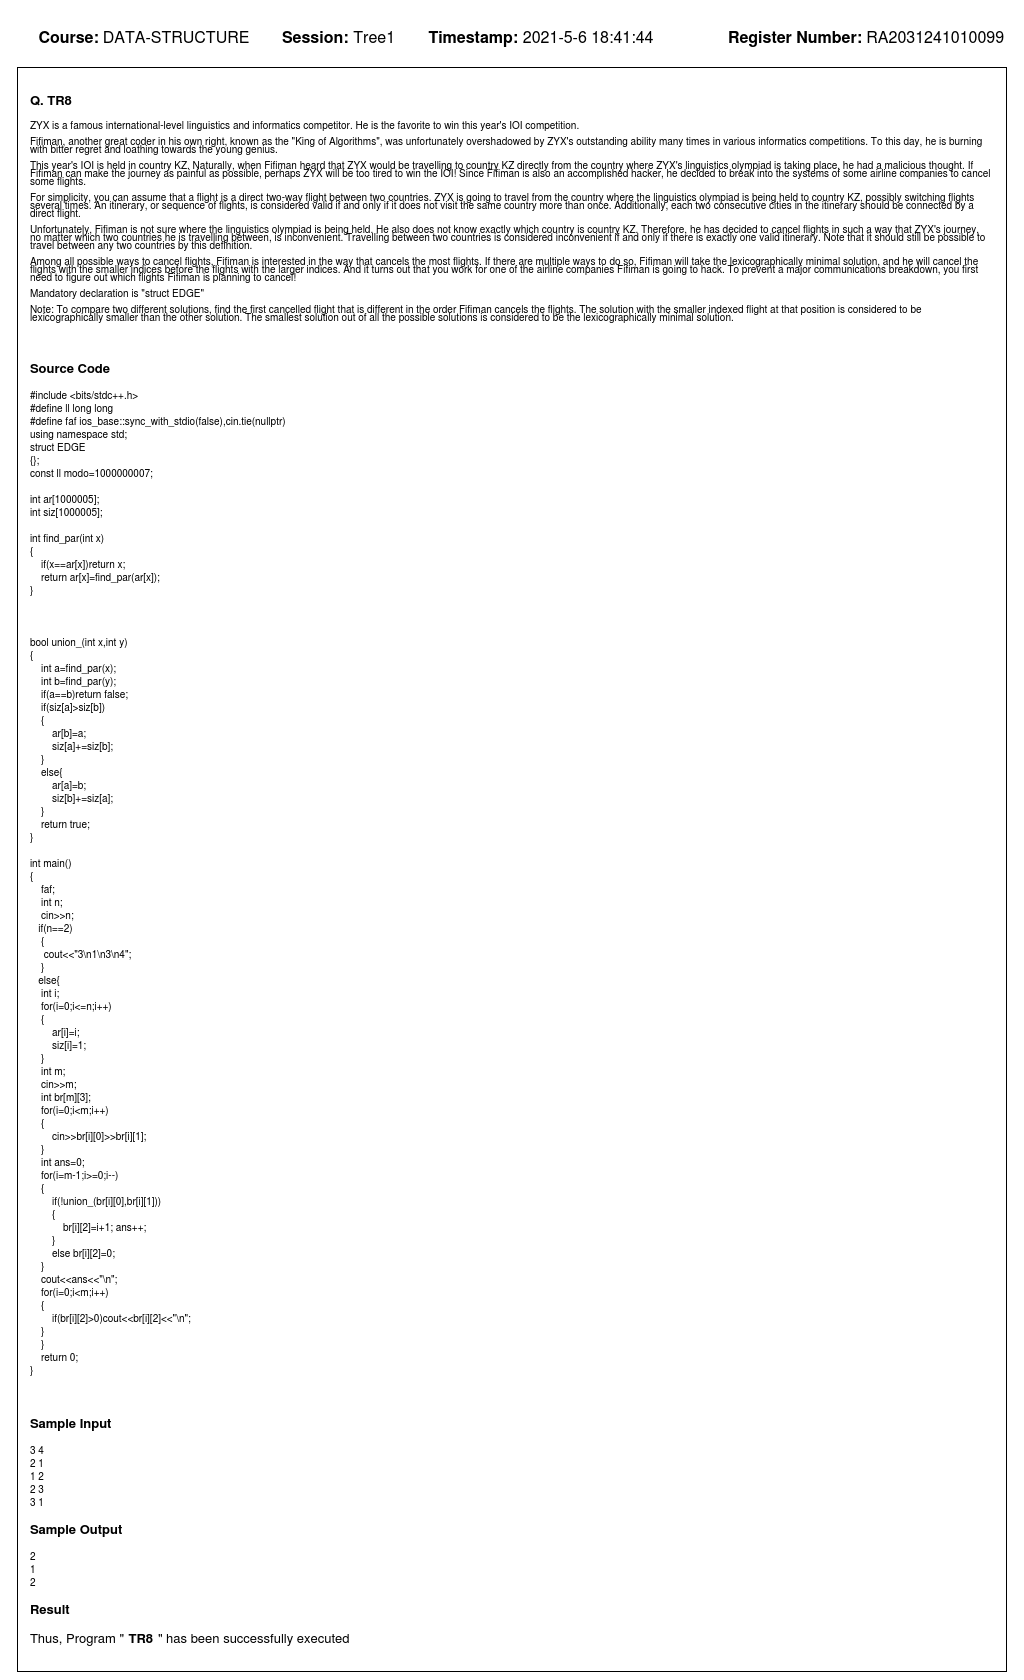 Course: DATA-STRUCTURE Session: Tree1 Timestamp: 2021-5-6 18:41:44 Register Number: RA2031241010099
Q. TR8
ZYX is a famous international-level linguistics and informatics competitor. He is the favorite to win this year's IOI competition.
Fifiman, another great coder in his own right, known as the "King of Algorithms", was unfortunately overshadowed by ZYX's outstanding ability many times in various informatics competitions. To this day, he is burning
with bitter regret and loathing towards the young genius.
This year's IOI is held in country KZ. Naturally, when Fifiman heard that ZYX would be travelling to country KZ directly from the country where ZYX's linguistics olympiad is taking place, he had a malicious thought. If
Fifiman can make the journey as painful as possible, perhaps ZYX will be too tired to win the IOI! Since Fifiman is also an accomplished hacker, he decided to break into the systems of some airline companies to cancel
some flights.
For simplicity, you can assume that a flight is a direct two-way flight between two countries. ZYX is going to travel from the country where the linguistics olympiad is being held to country KZ, possibly switching flights
several times. An itinerary, or sequence of flights, is considered valid if and only if it does not visit the same country more than once. Additionally, each two consecutive cities in the itinerary should be connected by a
direct flight.
Unfortunately, Fifiman is not sure where the linguistics olympiad is being held. He also does not know exactly which country is country KZ. Therefore, he has decided to cancel flights in such a way that ZYX's journey,
no matter which two countries he is travelling between, is inconvenient. Travelling between two countries is considered inconvenient if and only if there is exactly one valid itinerary. Note that it should still be possible to
travel between any two countries by this definition.
Among all possible ways to cancel flights, Fifiman is interested in the way that cancels the most flights. If there are multiple ways to do so, Fifiman will take the lexicographically minimal solution, and he will cancel the
flights with the smaller indices before the flights with the larger indices. And it turns out that you work for one of the airline companies Fifiman is going to hack. To prevent a major communications breakdown, you first
need to figure out which flights Fifiman is planning to cancel!
Mandatory declaration is "struct EDGE"
Note: To compare two different solutions, find the first cancelled flight that is different in the order Fifiman cancels the flights. The solution with the smaller indexed flight at that position is considered to be
lexicographically smaller than the other solution. The smallest solution out of all the possible solutions is considered to be the lexicographically minimal solution.
Source Code
#include <bits/stdc++.h>
#define ll long long
#define faf ios_base::sync_with_stdio(false),cin.tie(nullptr)
using namespace std;
struct EDGE
{};
const ll modo=1000000007;
int ar[1000005];
int siz[1000005];
int find_par(int x)
{
if(x==ar[x])return x;
return ar[x]=find_par(ar[x]);
}
bool union_(int x,int y)
{
int a=find_par(x);
int b=find_par(y);
if(a==b)return false;
if(siz[a]>siz[b])
{
ar[b]=a;
siz[a]+=siz[b];
}
else{
ar[a]=b;
siz[b]+=siz[a];
}
return true;
}
int main()
{
faf;
int n;
cin>>n;
if(n==2)
{
cout<<"3\n1\n3\n4";
}
else{
int i;
for(i=0;i<=n;i++)
{
ar[i]=i;
siz[i]=1;
}
int m;
cin>>m;
int br[m][3];
for(i=0;i<m;i++)
{
cin>>br[i][0]>>br[i][1];
}
int ans=0;
for(i=m-1;i>=0;i--)
{
if(!union_(br[i][0],br[i][1]))
{
br[i][2]=i+1; ans++;
}
else br[i][2]=0;
}
cout<<ans<<"\n";
for(i=0;i<m;i++)
{
if(br[i][2]>0)cout<<br[i][2]<<"\n";
}
}
return 0;
}
Sample Input
3 4
2 1
1 2
2 3
3 1
Sample Output
2
1
2
Result
Thus, Program " TR8 " has been successfully executed